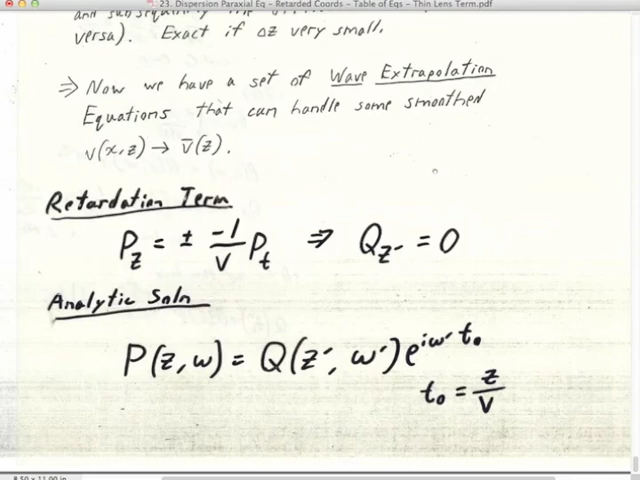 23. Dispersion Paraxial Eq – Retarded Coords – Table of Eqs – Thin Lens Term.pdf
versa). Exact if Δz very small.
⇒ Now we have a set of Wave Extrapolation
Equations that can handle some smoothed
v(x,z) → v̄(z).
Retardation Term
P_z = ± -1/v P_t ⇒ Q_z' = 0
Analytic Soln
P(z, ω) = Q(z', ω') e^{iω' t₀}
t₀ = z/v
8.50 x 11.00 in